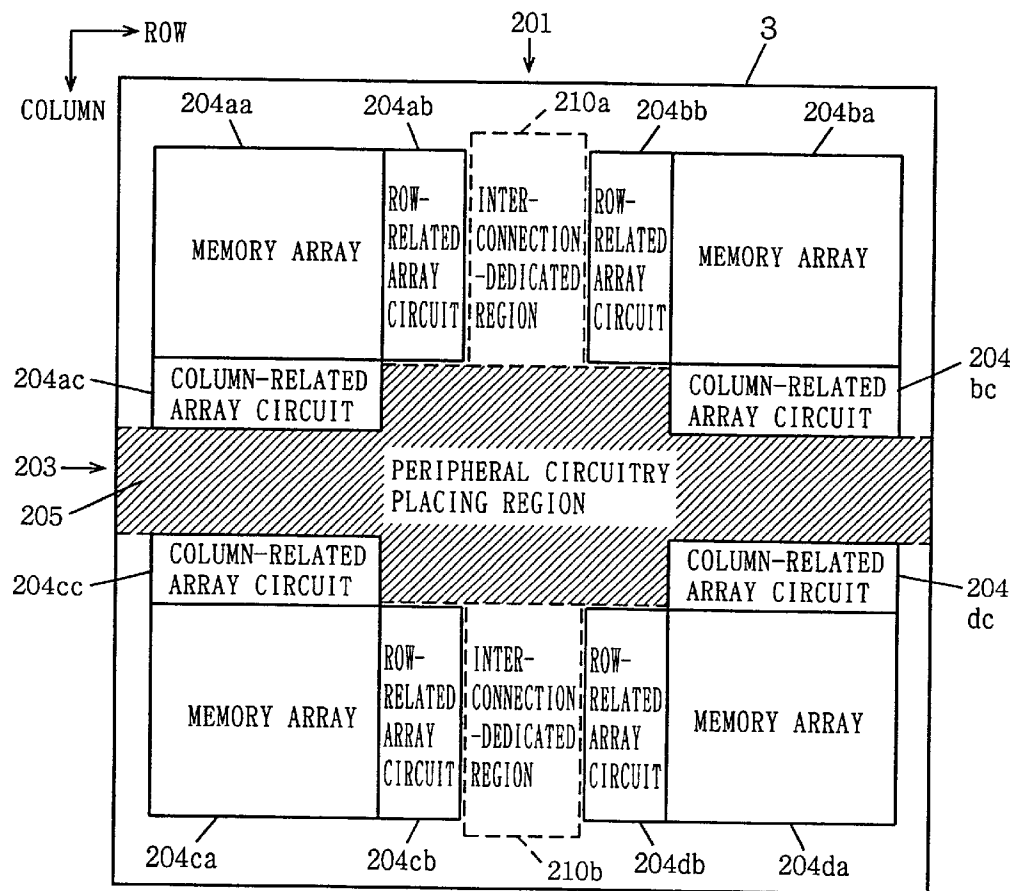 ROW
COLUMN
201
3
204aa
204ab
210a
204bb
204ba
MEMORY ARRAY
ROW-
RELATED
ARRAY
CIRCUIT
INTER-
CONNECTION
-DEDICATED
REGION
ROW-
RELATED
ARRAY
CIRCUIT
MEMORY ARRAY
204ac
COLUMN-RELATED
ARRAY CIRCUIT
COLUMN-RELATED
ARRAY CIRCUIT
204
bc
203
205
PERIPHERAL CIRCUITRY
PLACING REGION
204cc
COLUMN-RELATED
ARRAY CIRCUIT
COLUMN-RELATED
ARRAY CIRCUIT
204
dc
MEMORY ARRAY
ROW-
RELATED
ARRAY
CIRCUIT
INTER-
CONNECTION
-DEDICATED
REGION
ROW-
RELATED
ARRAY
CIRCUIT
MEMORY ARRAY
204ca
204cb
210b
204db
204da